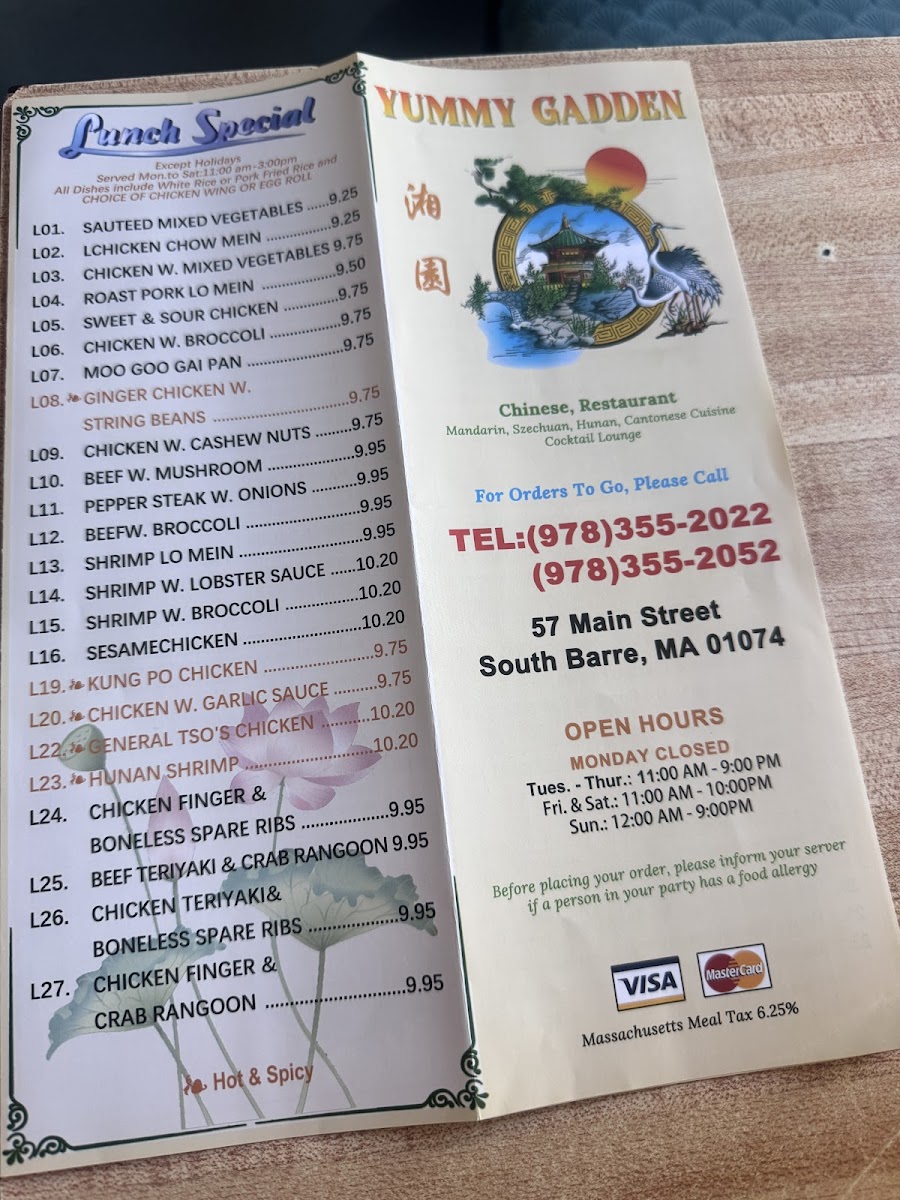 Lunch Special
Except Holidays
Served Mon.to Sat:11:00 am-3:00pm
All Dishes include White Rice or Pork Fried Rice and
CHOICE OF CHICKEN WING OR EGG ROLL
L01. SAUTEED MIXED VEGETABLES ......9.25
L02. LCHICKEN CHOW MEIN ................9.25
L03. CHICKEN W. MIXED VEGETABLES 9.75
L04. ROAST PORK LO MEIN ..................9.50
L05. SWEET & SOUR CHICKEN ..............9.75
L06. CHICKEN W. BROCCOLI .................9.75
L07. MOO GOO GAI PAN .......................9.75
L08. GINGER CHICKEN W.
STRING BEANS ................................9.75
L09. CHICKEN W. CASHEW NUTS ........9.75
L10. BEEF W. MUSHROOM ...................9.95
L11. PEPPER STEAK W. ONIONS ..........9.95
L12. BEEFW. BROCCOLI ........................9.95
L13. SHRIMP LO MEIN .........................9.95
L14. SHRIMP W. LOBSTER SAUCE ......10.20
L15. SHRIMP W. BROCCOLI ................10.20
L16. SESAMECHICKEN ..........................10.20
L19. KUNG PO CHICKEN .....................9.75
L20. CHICKEN W. GARLIC SAUCE .........9.75
L22. GENERAL TSO'S CHICKEN ...........10.20
L23. HUNAN SHRIMP ...........................10.20
L24. CHICKEN FINGER &
BONELESS SPARE RIBS ..................9.95
L25. BEEF TERIYAKI & CRAB RANGOON 9.95
L26. CHICKEN TERIYAKI&
BONELESS SPARE RIBS ...................9.95
L27. CHICKEN FINGER &
CRAB RANGOON .............................9.95
Hot & Spicy
YUMMY GADDEN
湘
園
Chinese, Restaurant
Mandarin, Szechuan, Hunan, Cantonese Cuisine
Cocktail Lounge
For Orders To Go, Please Call
TEL:(978)355-2022
(978)355-2052
57 Main Street
South Barre, MA 01074
OPEN HOURS
MONDAY CLOSED
Tues. - Thur.: 11:00 AM - 9:00 PM
Fri. & Sat.: 11:00 AM - 10:00PM
Sun.: 12:00 AM - 9:00PM
Before placing your order, please inform your server
if a person in your party has a food allergy
VISA
MasterCard
Massachusetts Meal Tax 6.25%